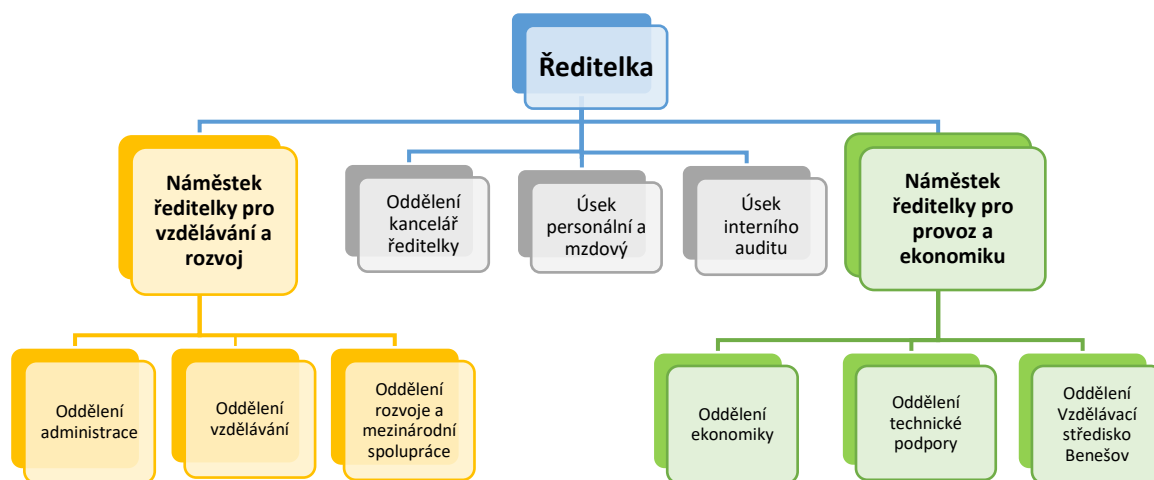 Ředitelka
Náměstek
ředitelky pro
vzdělávání a
rozvoj
Oddělení
kancelář
ředitelky
Úsek
personální a
mzdový
Úsek
interního
auditu
Náměstek
ředitelky pro
provoz a
ekonomiku
Oddělení
administrace
Oddělení
vzdělávání
Oddělení
rozvoje a
mezinárodní
spolupráce
Oddělení
ekonomiky
Oddělení
technické
podpory
Oddělení
Vzdělávací
středisko
Benešov